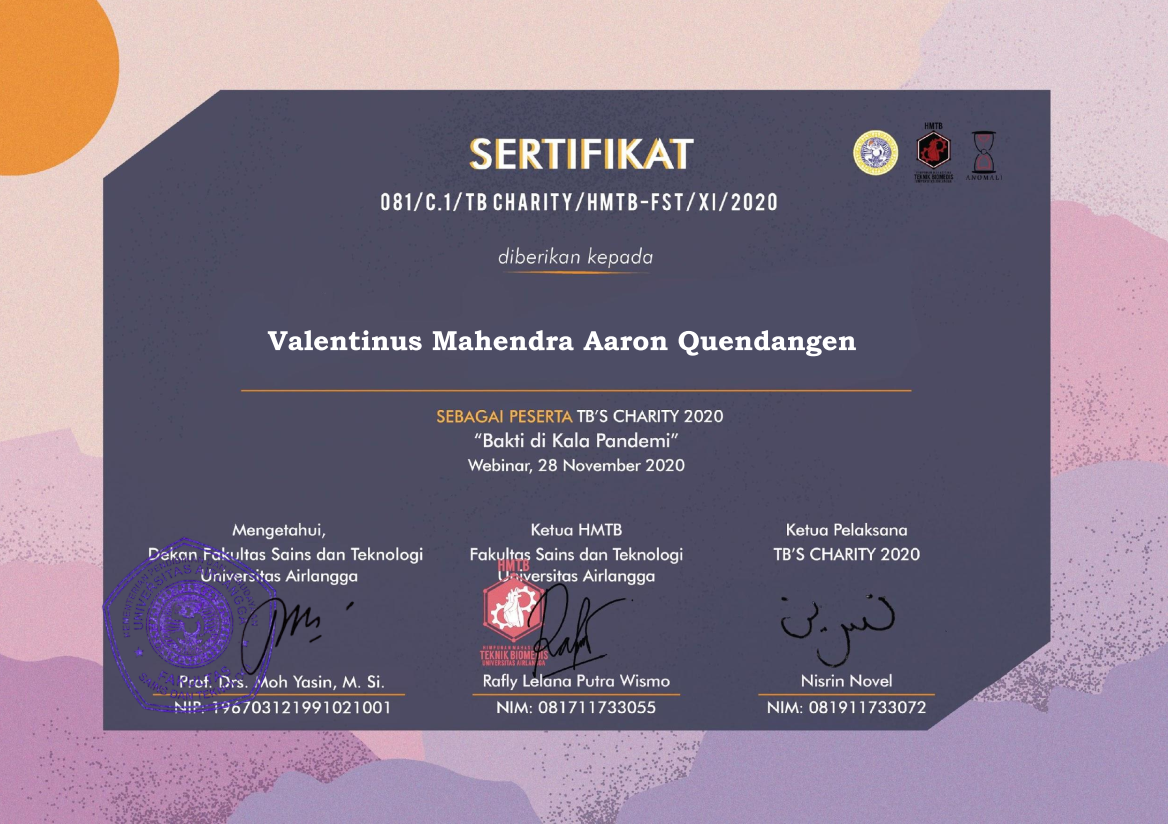 SERTIFIKAT
HMTB
TEKNIK BIOMEDIS
ANOMALI
081/C.1/TB CHARITY/HMTB-FST/XI/2020
diberikan kepada
Valentinus Mahendra Aaron Quendangen
SEBAGAI PESERTA TB'S CHARITY 2020
“Bakti di Kala Pandemi”
Webinar, 28 November 2020
Mengetahui,
Dekan Fakultas Sains dan Teknologi
Universitas Airlangga
Prof. Drs. Moh Yasin, M. Si.
NIP. 196703121991021001
Ketua HMTB
Fakultas Sains dan Teknologi
Universitas Airlangga
HMTB
TEKNIK BIOMEDIS
UNIVERSITAS AIRLANGGA
Rafly Lelana Putra Wismo
NIM: 081711733055
Ketua Pelaksana
TB'S CHARITY 2020
Nisrin Novel
NIM: 081911733072